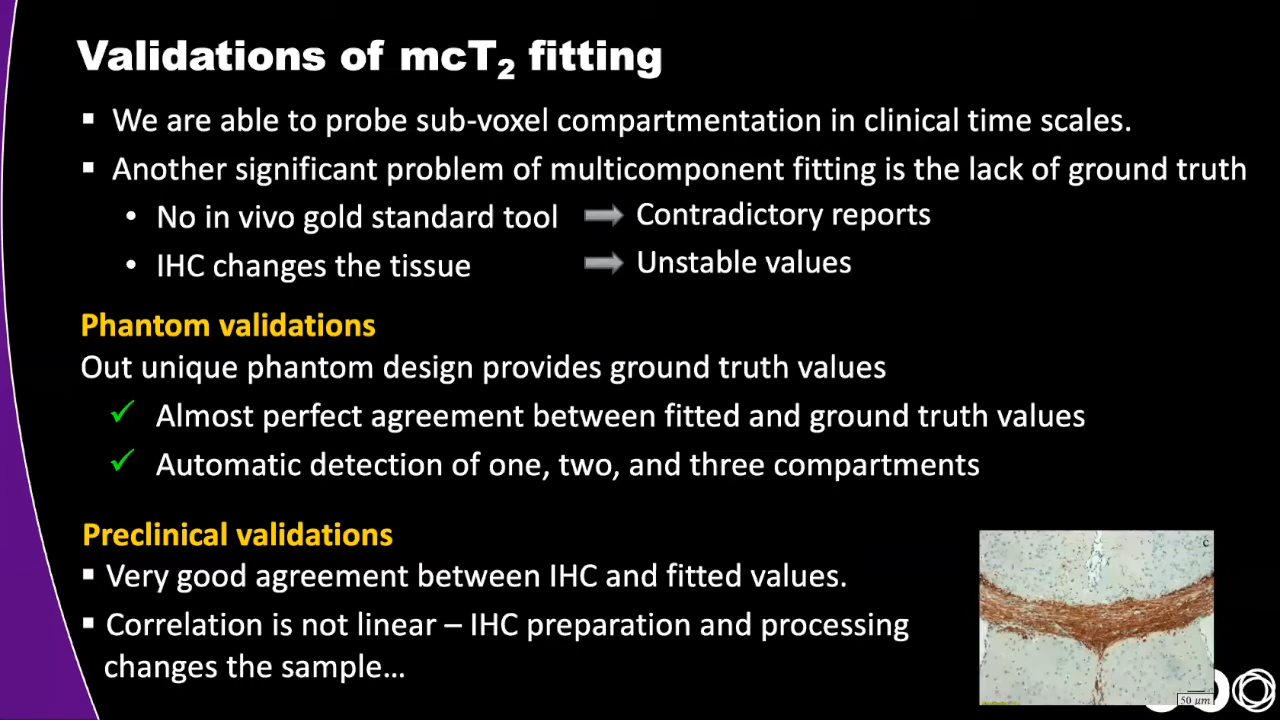 Validations of mcT₂ fitting
▪ We are able to probe sub-voxel compartmentation in clinical time scales.
▪ Another significant problem of multicomponent fitting is the lack of ground truth
• No in vivo gold standard tool ➡ Contradictory reports
• IHC changes the tissue ➡ Unstable values
Phantom validations
Out unique phantom design provides ground truth values
✓ Almost perfect agreement between fitted and ground truth values
✓ Automatic detection of one, two, and three compartments
Preclinical validations
▪ Very good agreement between IHC and fitted values.
▪ Correlation is not linear – IHC preparation and processing
changes the sample…
c
50 μm